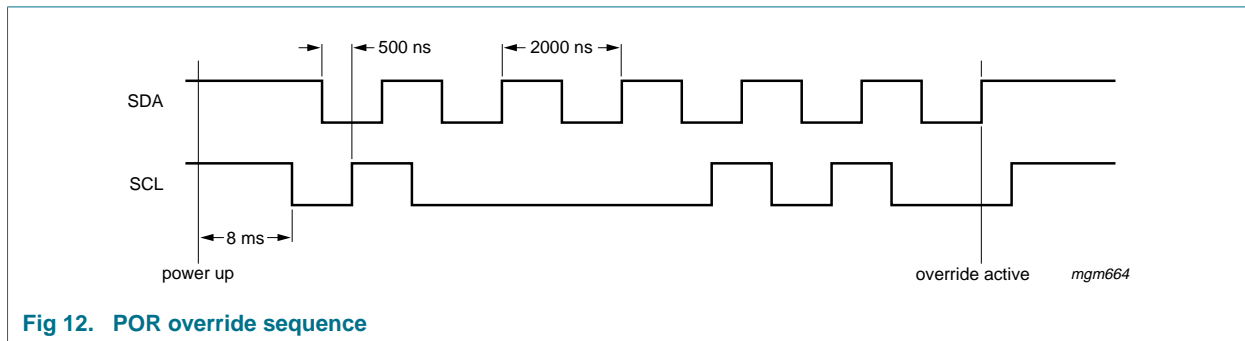 500 ns
2000 ns
SDA
SCL
8 ms
power up
override active
mgm664
Fig 12. POR override sequence